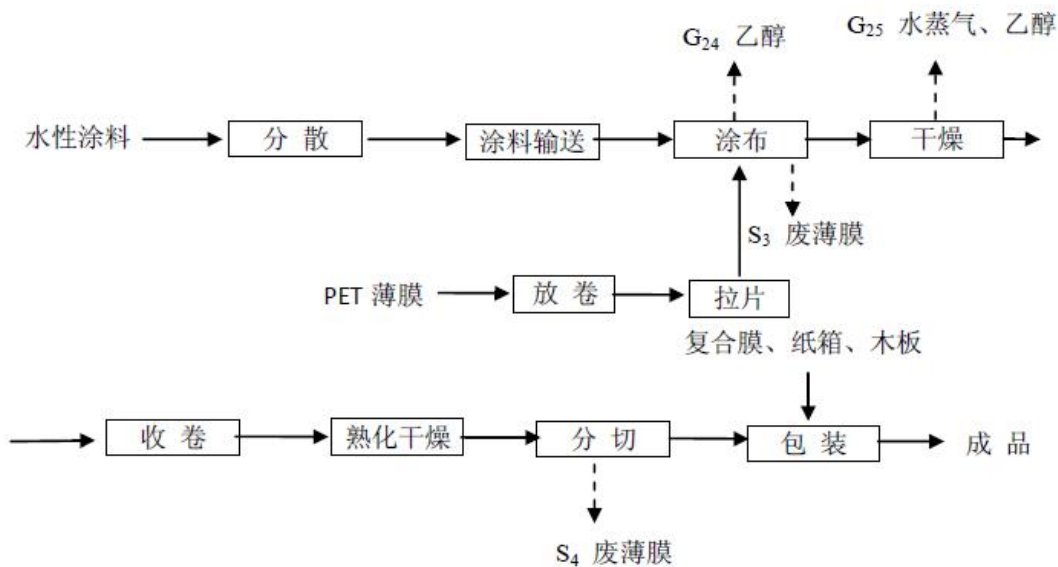 G₂₄ 乙醇
G₂₅ 水蒸气、乙醇
水性涂料
分 散
涂料输送
涂布
干燥
S₃ 废薄膜
PET 薄膜
放 卷
拉片
复合膜、纸箱、木板
收 卷
熟化干燥
分 切
包 装
成 品
S₄ 废薄膜